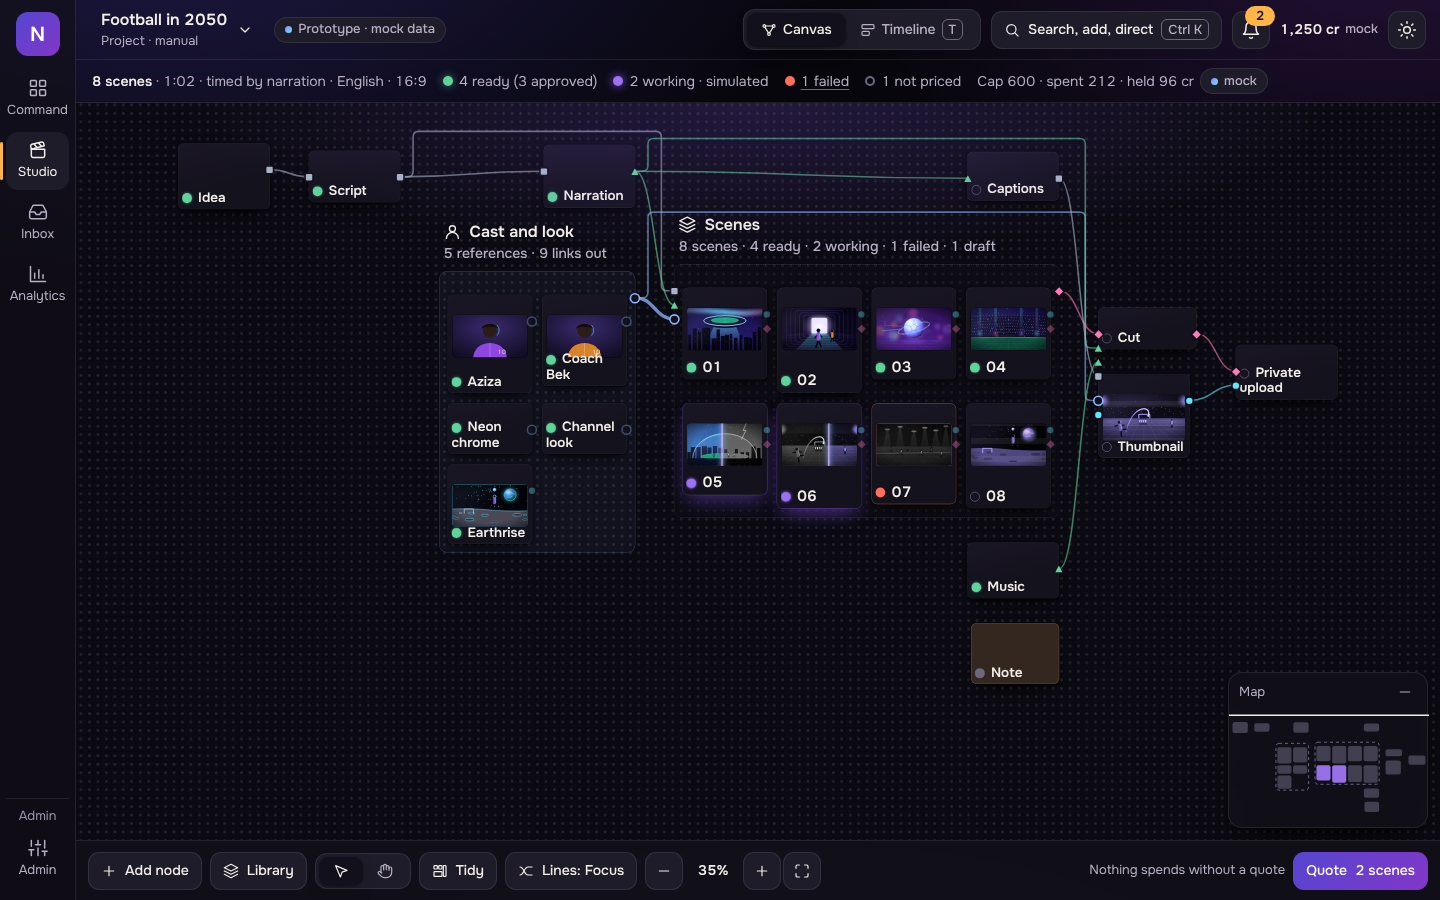 N
Football in 2050
Project · manual
Prototype · mock data
Canvas
Timeline T
Search, add, direct Ctrl K
2
1,250 cr mock
8 scenes · 1:02 · timed by narration · English · 16:9
4 ready (3 approved)
2 working · simulated
1 failed
1 not priced
Cap 600 · spent 212 · held 96 cr
mock
Command
Studio
Inbox
Analytics
Admin
Admin
Idea
Script
Narration
Captions
Cast and look
5 references · 9 links out
Scenes
8 scenes · 4 ready · 2 working · 1 failed · 1 draft
Aziza
Coach
Bek
Neon
chrome
Channel
look
Earthrise
01
02
03
04
05
06
07
08
Cut
Private
upload
Thumbnail
Music
Note
Map
Add node
Library
Tidy
Lines: Focus
35%
Nothing spends without a quote
Quote 2 scenes